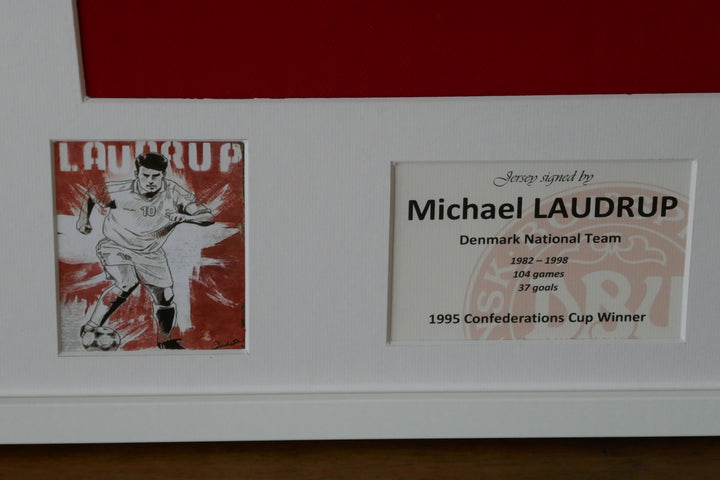 LAUDRUP
10
Jersey signed by
Michael LAUDRUP
Denmark National Team
1982 – 1998
104 games
37 goals
1995 Confederations Cup Winner
DBU